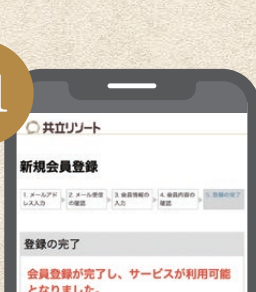 1
共立リゾート
新規会員登録
1. メールアドレス入力
2. メール受信の確認
3. 会員情報の入力
4. 会員内容の確認
5. 登録の完了
登録の完了
会員登録が完了し、サービスが利用可能
となりました。